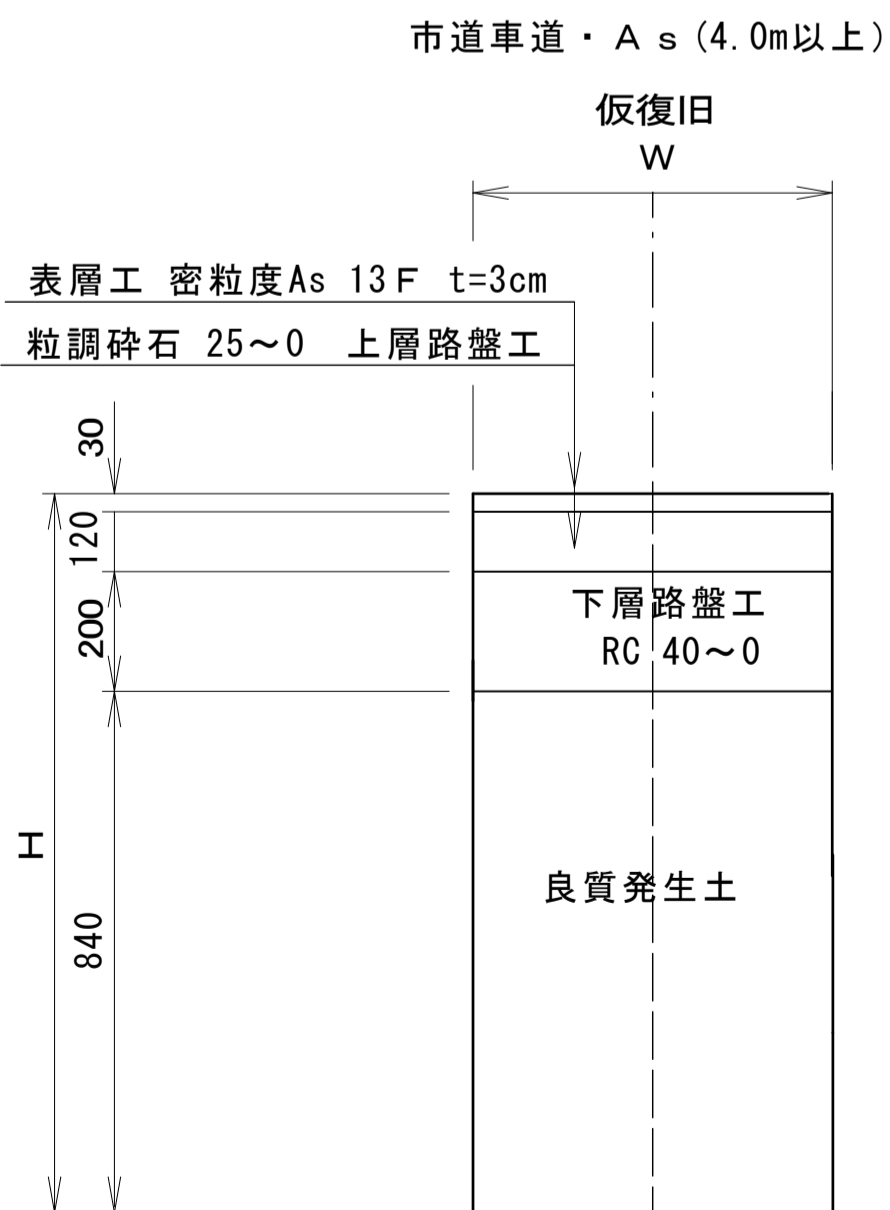 市道車道・Ａｓ(4.0m以上)
仮復旧
Ｗ
表層工 密粒度As 13Ｆ t=3cm
粒調砕石 25～0 上層路盤工
30
120
200
下層路盤工
RC 40～0
H
840
良質発生土